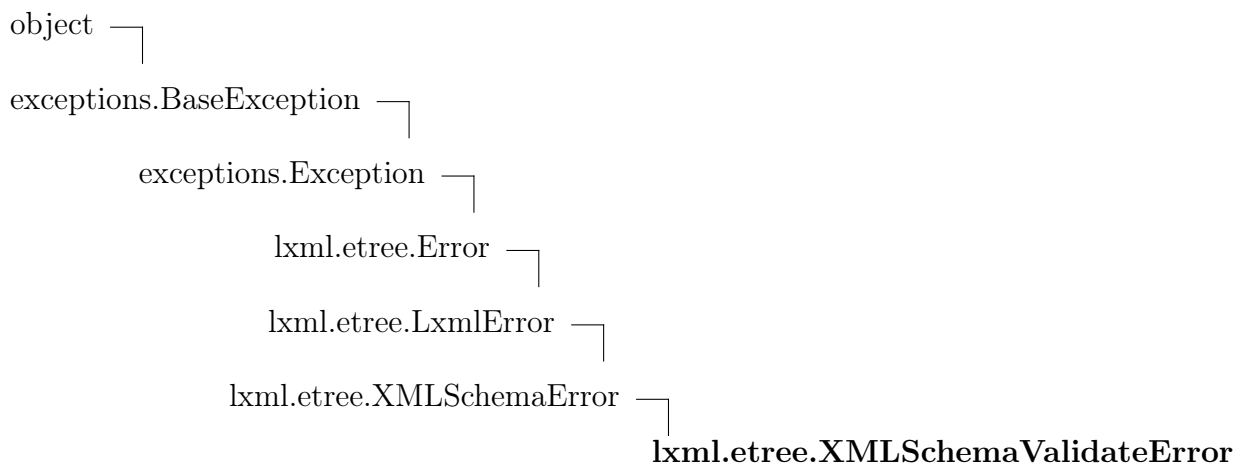 object
exceptions.BaseException
exceptions.Exception
lxml.etree.Error
lxml.etree.LxmlError
lxml.etree.XMLSchemaError
lxml.etree.XMLSchemaValidateError